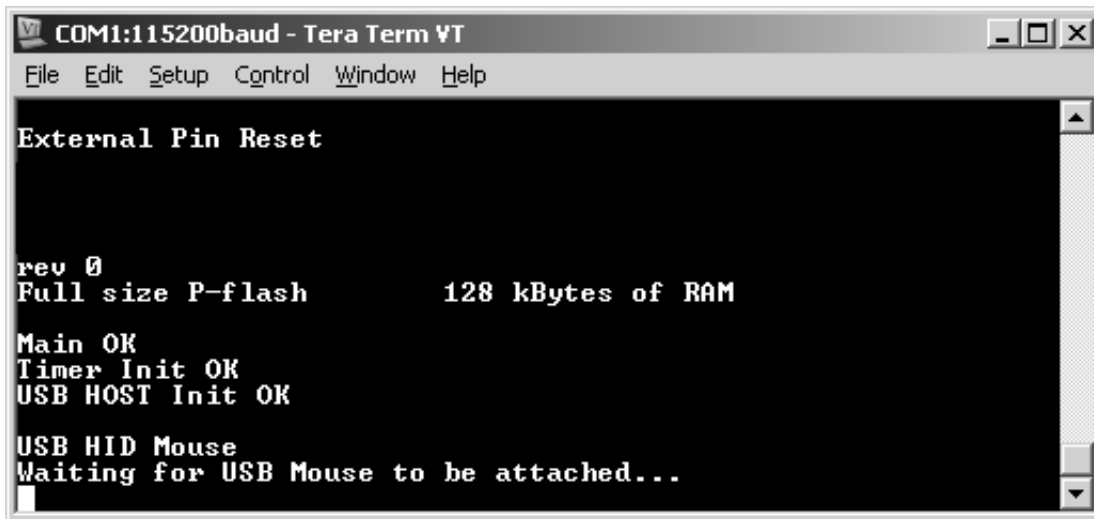 COM1:115200baud - Tera Term VT
File Edit Setup Control Window Help
External Pin Reset
rev 0
Full size P-flash 128 kBytes of RAM
Main OK
Timer Init OK
USB HOST Init OK
USB HID Mouse
Waiting for USB Mouse to be attached...